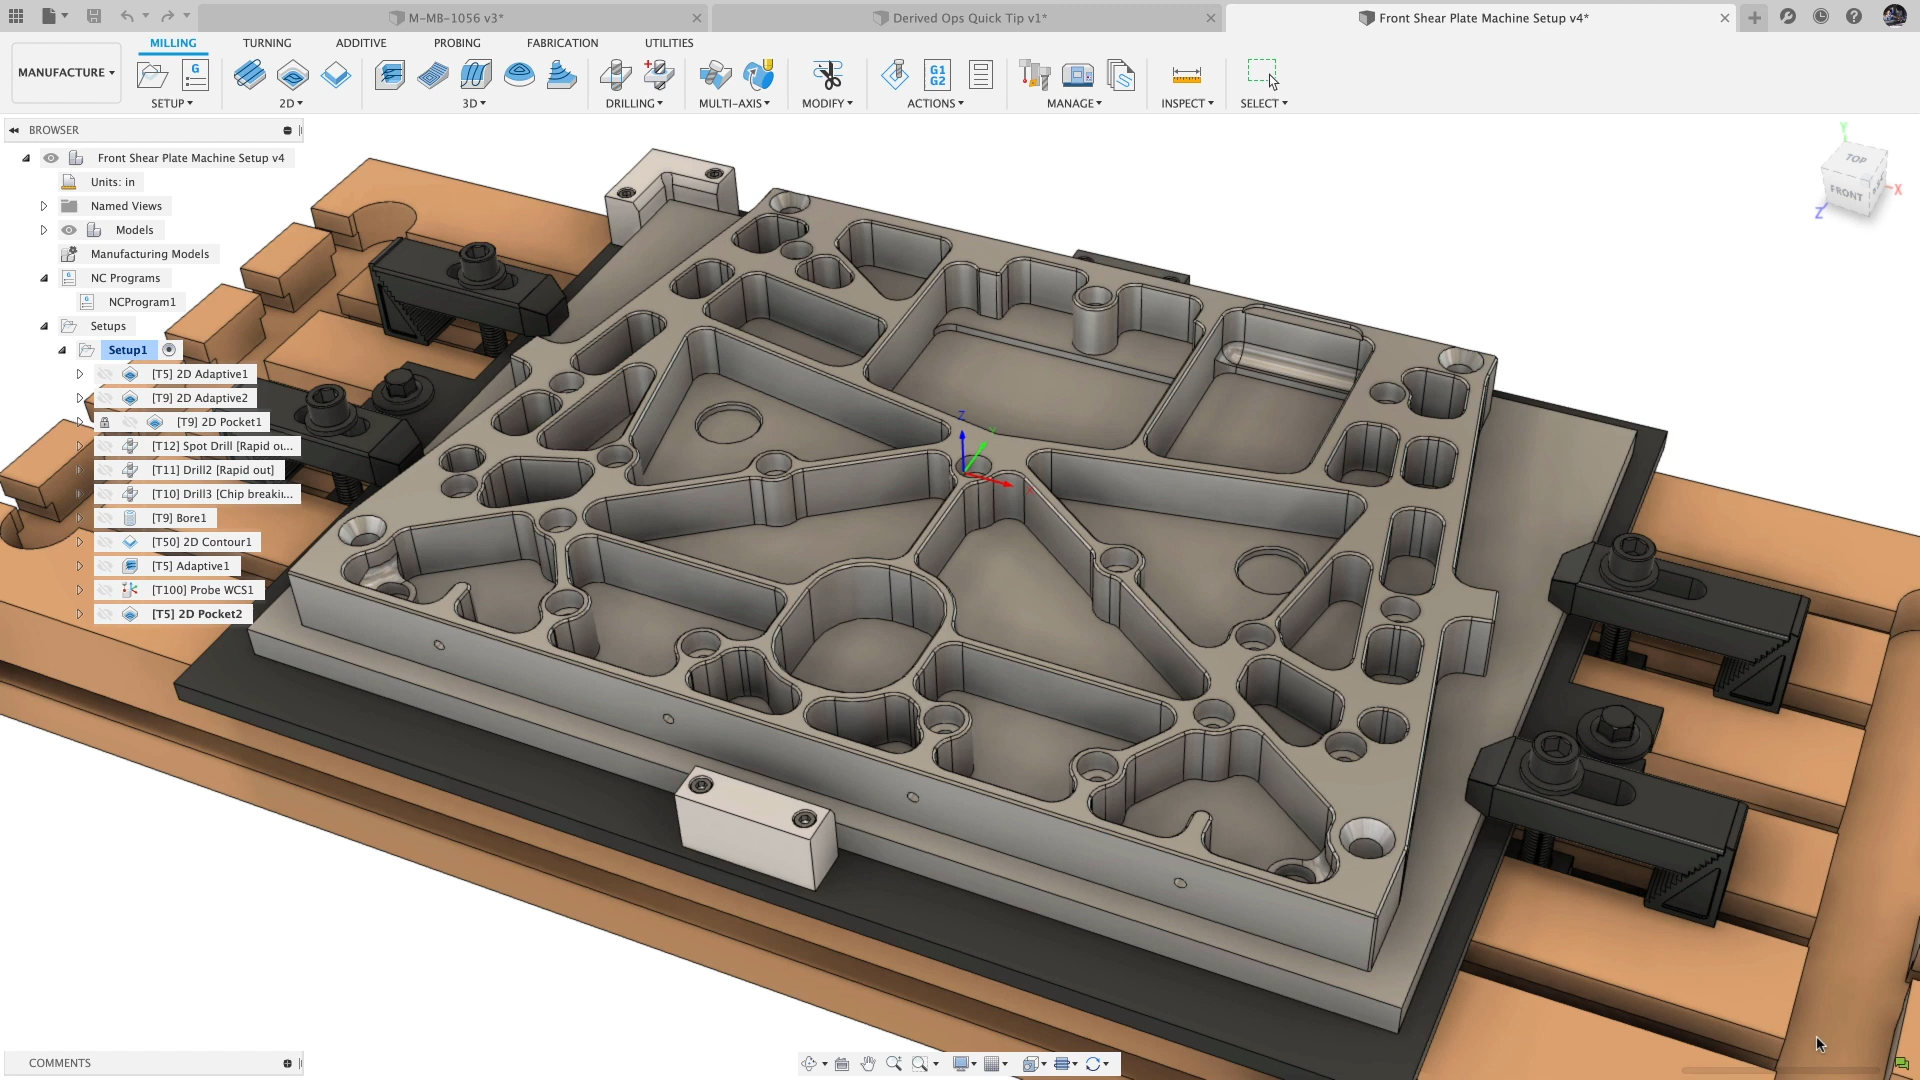 M-MB-1056 v3*
Derived Ops Quick Tip v1*
Front Shear Plate Machine Setup v4*
MANUFACTURE
MILLING
TURNING
ADDITIVE
PROBING
FABRICATION
UTILITIES
G
G1
G2
SETUP
2D
3D
DRILLING
MULTI-AXIS
MODIFY
ACTIONS
MANAGE
INSPECT
SELECT
BROWSER
Front Shear Plate Machine Setup v4
Units: in
Named Views
Models
Manufacturing Models
NC Programs
NCProgram1
Setups
Setup1
[T5] 2D Adaptive1
[T9] 2D Adaptive2
[T9] 2D Pocket1
[T12] Spot Drill [Rapid ou...
[T11] Drill2 [Rapid out]
[T10] Drill3 [Chip breakin...
[T9] Bore1
[T50] 2D Contour1
[T5] Adaptive1
[T100] Probe WCS1
[T5] 2D Pocket2
Y
TOP
FRONT
X
Z
Z
Y
X
COMMENTS